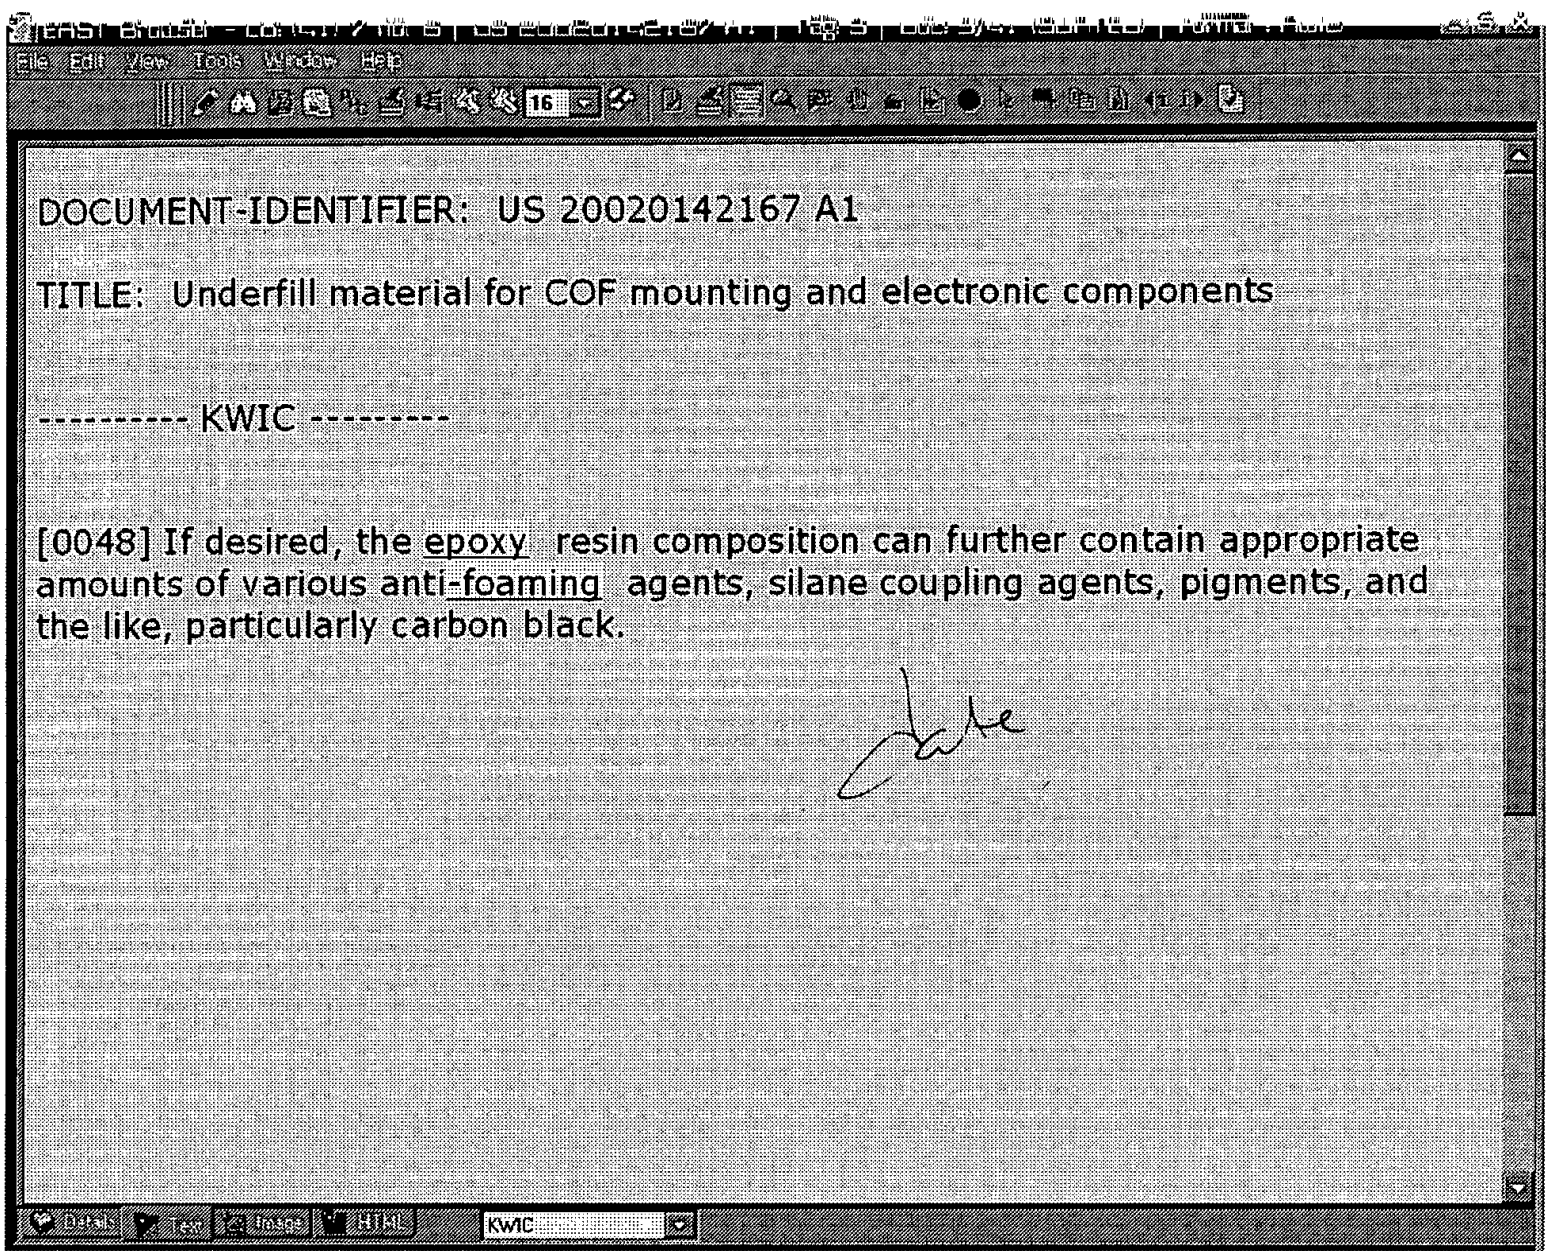 File Edit View Tools Window Help
16
DOCUMENT-IDENTIFIER: US 20020142167 A1
TITLE: Underfill material for COF mounting and electronic components
---------- KWIC ---------
[0048] If desired, the epoxy resin composition can further contain appropriate
amounts of various anti-foaming agents, silane coupling agents, pigments, and
the like, particularly carbon black.
Details Text Image HTML KWIC